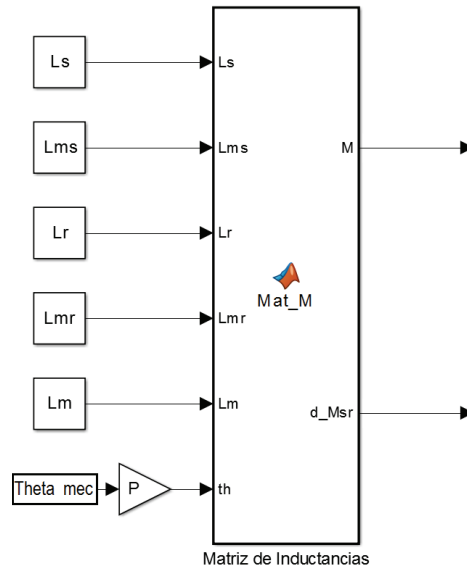 Ls
Ls
Lms
Lms
M
Lr
Lr
Mat_M
Lmr
Lmr
Lm
Lm
d_Msr
Theta mec
P
th
Matriz de Inductancias